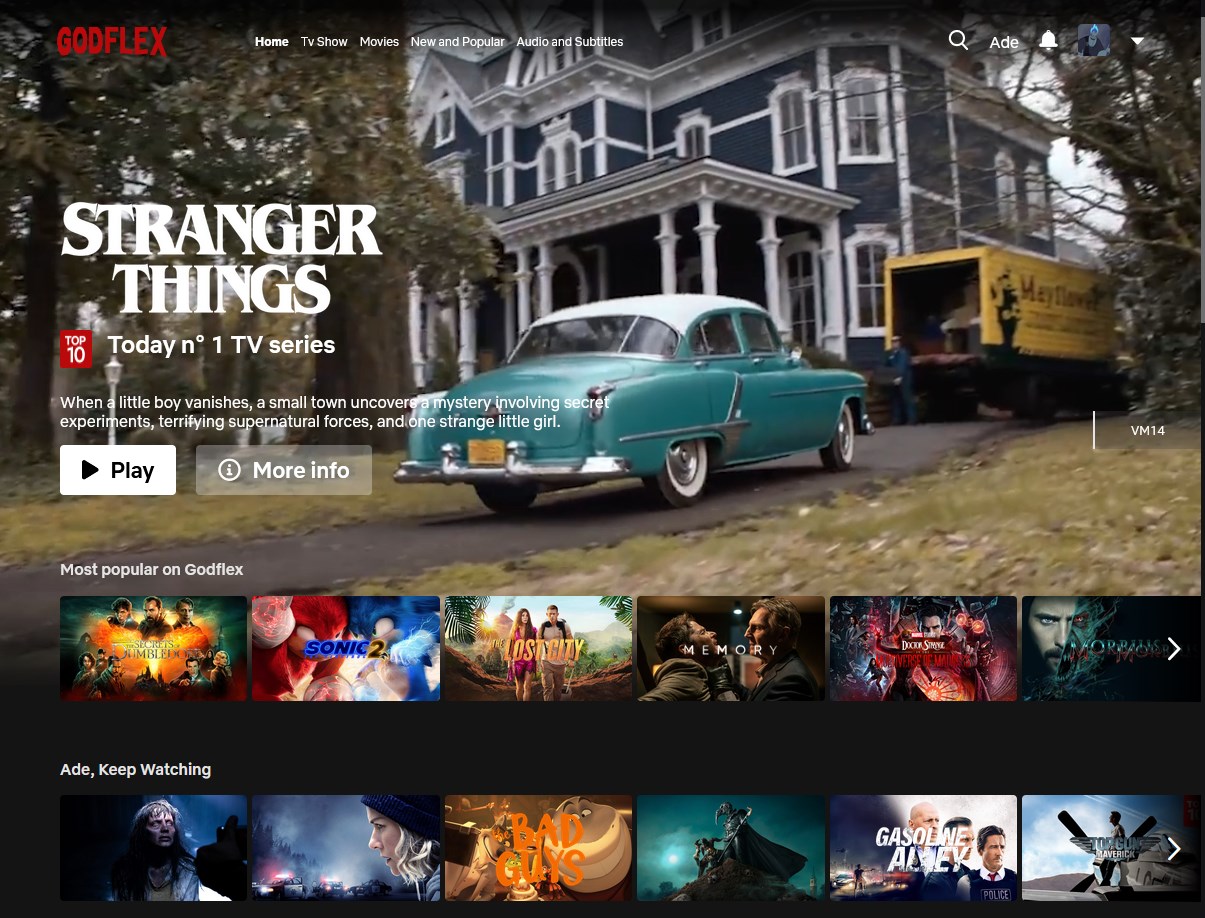 GODFLEX
Home Tv Show Movies New and Popular Audio and Subtitles
Ade
Mayflower
STRANGER
THINGS
TOP
10
Today n° 1 TV series
When a little boy vanishes, a small town uncovers a mystery involving secret
experiments, terrifying supernatural forces, and one strange little girl.
VM14
Play
More info
Most popular on Godflex
THE SECRETS OF
DUMBLEDORE
SONIC 2
THE LOST CITY
MEMORY
DOCTOR STRANGE
MULTIVERSE OF MADNESS
MORBIUS
Ade, Keep Watching
BAD
GUYS
GASOLINE
ALLEY
POLICE
TOP GUN
MAVERICK